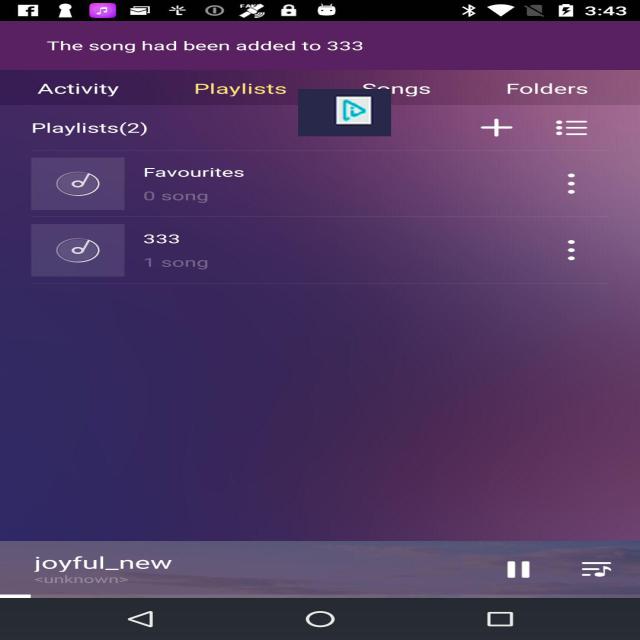 3:43
The song had been added to 333
Activity
Playlists
Songs
Folders
Playlists(2)
Favourites
0 song
333
1 song
joyful_new
<unknown>